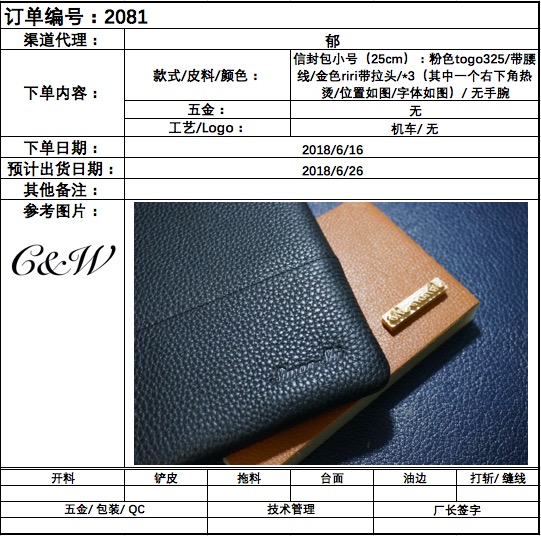 订单编号：2081
渠道代理：
郁
下单内容：
款式/皮料/颜色：
信封包小号（25cm）：粉色togo325/带腰
线/金色riri带拉头/*3（其中一个右下角热
烫/位置如图/字体如图）/ 无手腕
五金：
无
工艺/Logo：
机车/ 无
下单日期：
2018/6/16
预计出货日期：
2018/6/26
其他备注：
参考图片：
C&W
开料
铲皮
拖料
台面
油边
打斩/ 缝线
五金/ 包装/ QC
技术管理
厂长签字